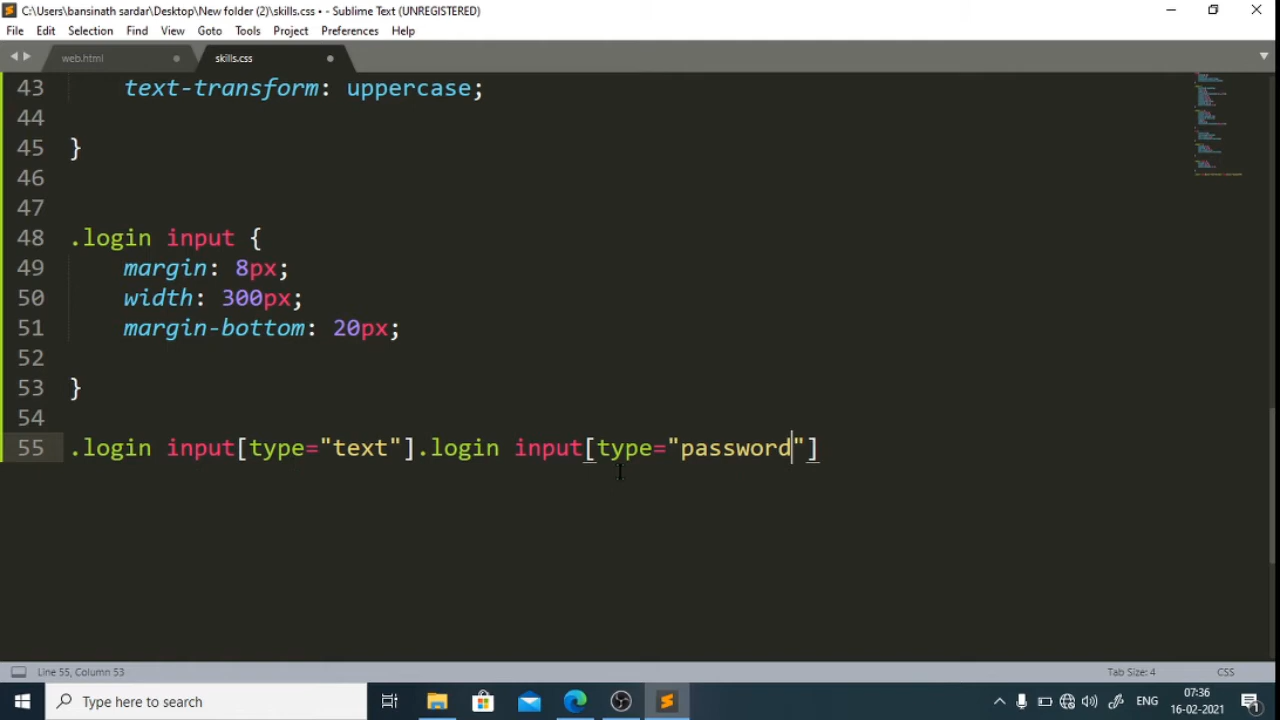 C:\Users\bansinath sardar\Desktop\New folder (2)\skills.css • - Sublime Text (UNREGISTERED)
File Edit Selection Find View Goto Tools Project Preferences Help
web.html skills.css
43 text-transform: uppercase;
44
45 }
46
47
48 .login input {
49 margin: 8px;
50 width: 300px;
51 margin-bottom: 20px;
52
53 }
54
55 .login input[type="text"].login input[type="password"]
Line 55, Column 53 Tab Size: 4 CSS
Type here to search ENG 07:36
16-02-2021 1